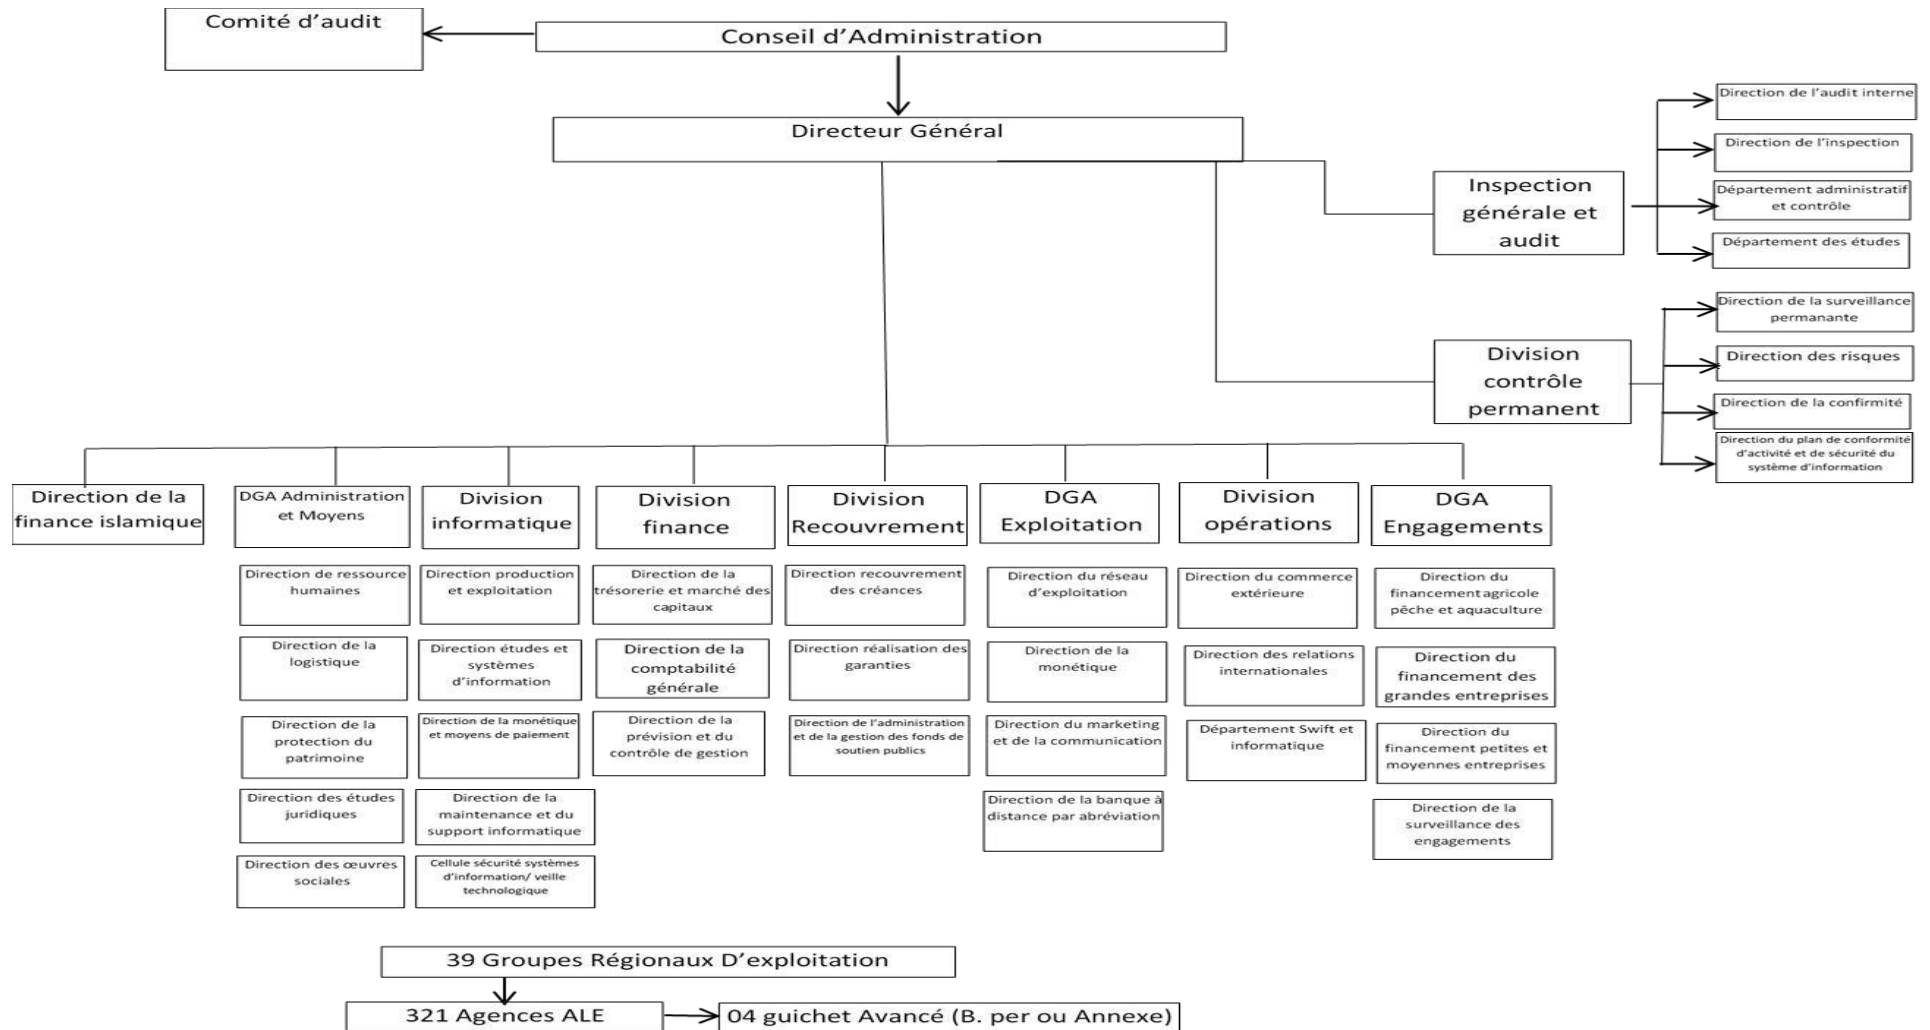 Comité d’audit
Conseil d’Administration
Directeur Général
Inspection
générale et
audit
Direction de l’audit interne
Direction de l’inspection
Département administratif
et contrôle
Département des études
Division
contrôle
permanent
Direction de la surveillance
permanante
Direction des risques
Direction de la confirmité
Direction du plan de conformité
d’activité et de sécurité du
système d’information
Direction de la
finance islamique
DGA Administration
et Moyens
Direction de ressource
humaines
Direction de la
logistique
Direction de la
protection du
patrimoine
Direction des études
juridiques
Direction des œuvres
sociales
Division
informatique
Direction production
et exploitation
Direction études et
systèmes
d’information
Direction de la monétique
et moyens de paiement
Direction de la
maintenance et du
support informatique
Cellule sécurité systèmes
d’information/ veille
technologique
Division
finance
Direction de la
trésorerie et marché des
capitaux
Direction de la
comptabilité
générale
Direction de la
prévision et du
contrôle de gestion
Division
Recouvrement
Direction recouvrement
des créances
Direction réalisation des
garanties
Direction de l’administration
et de la gestion des fonds de
soutien publics
DGA
Exploitation
Direction du réseau
d’exploitation
Direction de la
monétique
Direction du marketing
et de la communication
Direction de la banque à
distance par abréviation
Division
opérations
Direction du commerce
extérieure
Direction des relations
internationales
Département Swift et
informatique
DGA
Engagements
Direction du
financement agricole
pêche et aquaculture
Direction du
financement des
grandes entreprises
Direction du
financement petites et
moyennes entreprises
Direction de la
surveillance des
engagements
39 Groupes Régionaux D’exploitation
321 Agences ALE
04 guichet Avancé (B. per ou Annexe)